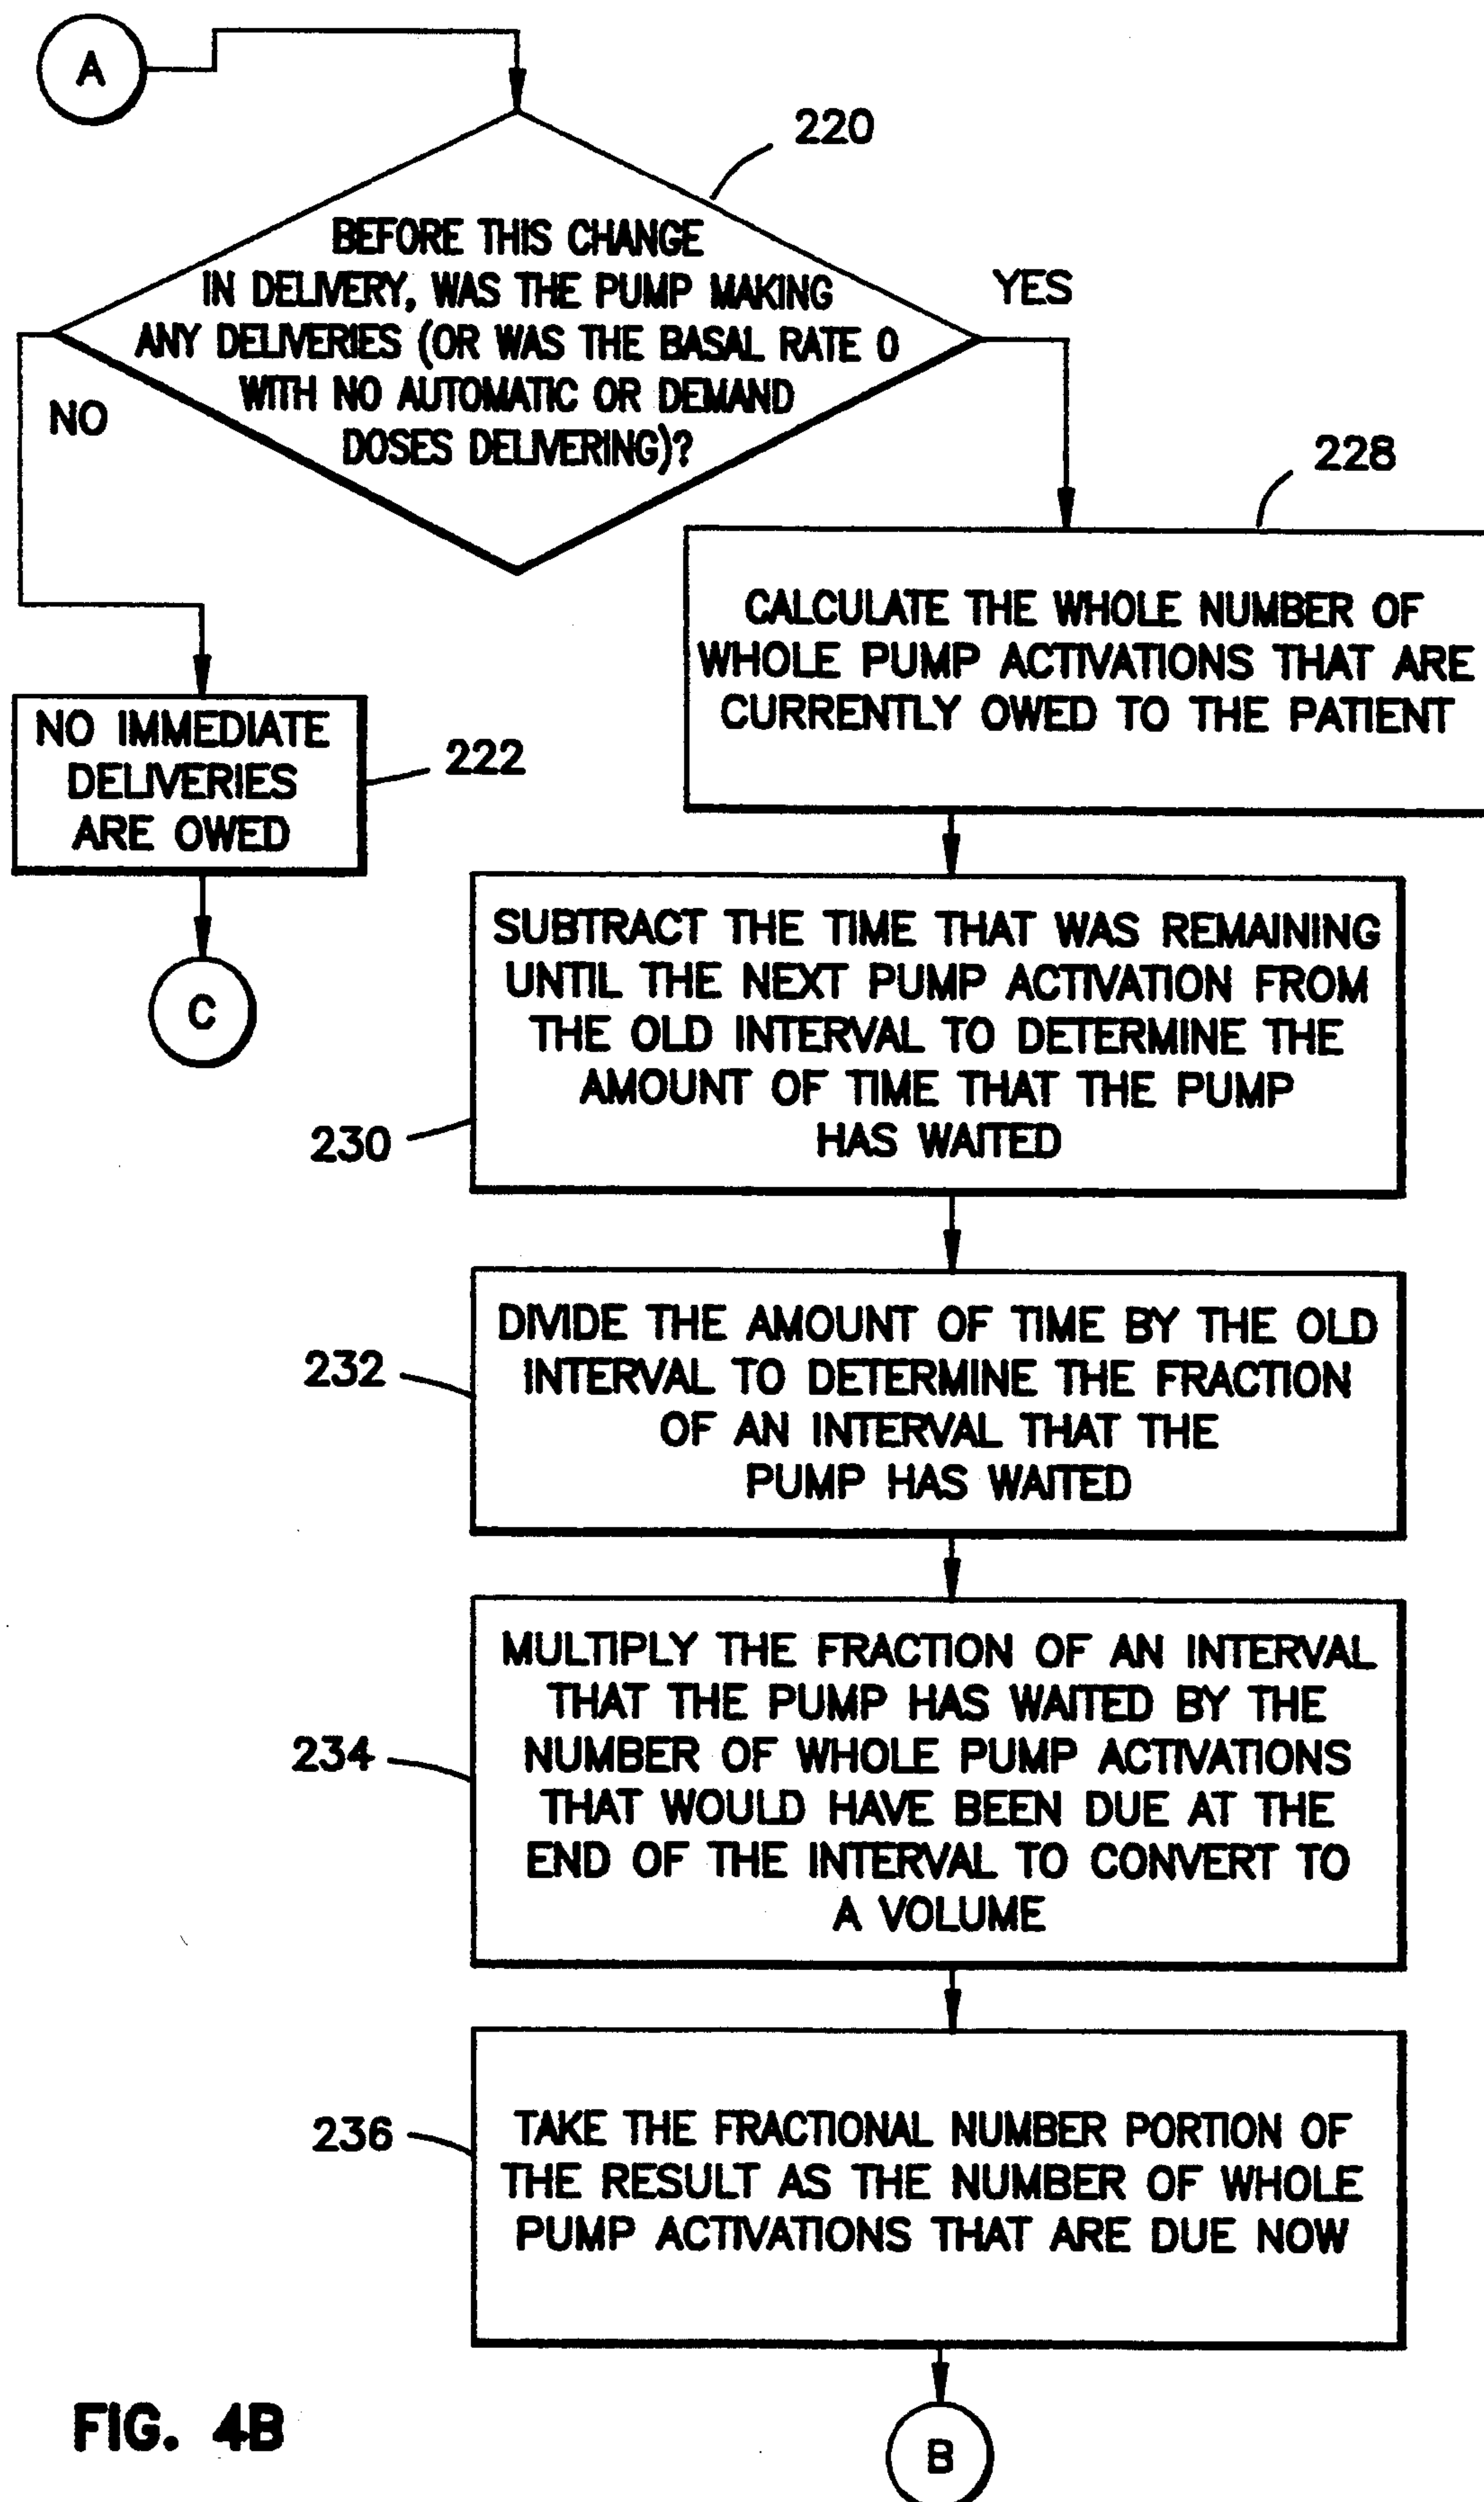 A
220
BEFORE THIS CHANGE
IN DELIVERY, WAS THE PUMP MAKING
ANY DELIVERIES (OR WAS THE BASAL RATE 0
WITH NO AUTOMATIC OR DEMAND
DOSES DELIVERING)?
YES
NO
228
CALCULATE THE WHOLE NUMBER OF
WHOLE PUMP ACTIVATIONS THAT ARE
CURRENTLY OWED TO THE PATIENT
NO IMMEDIATE
DELIVERIES
ARE OWED
222
C
SUBTRACT THE TIME THAT WAS REMAINING
UNTIL THE NEXT PUMP ACTIVATION FROM
THE OLD INTERVAL TO DETERMINE THE
AMOUNT OF TIME THAT THE PUMP
HAS WAITED
230
DIVIDE THE AMOUNT OF TIME BY THE OLD
INTERVAL TO DETERMINE THE FRACTION
OF AN INTERVAL THAT THE
PUMP HAS WAITED
232
MULTIPLY THE FRACTION OF AN INTERVAL
THAT THE PUMP HAS WAITED BY THE
NUMBER OF WHOLE PUMP ACTIVATIONS
THAT WOULD HAVE BEEN DUE AT THE
END OF THE INTERVAL TO CONVERT TO
A VOLUME
234
TAKE THE FRACTIONAL NUMBER PORTION OF
THE RESULT AS THE NUMBER OF WHOLE
PUMP ACTIVATIONS THAT ARE DUE NOW
236
B
FIG. 4B